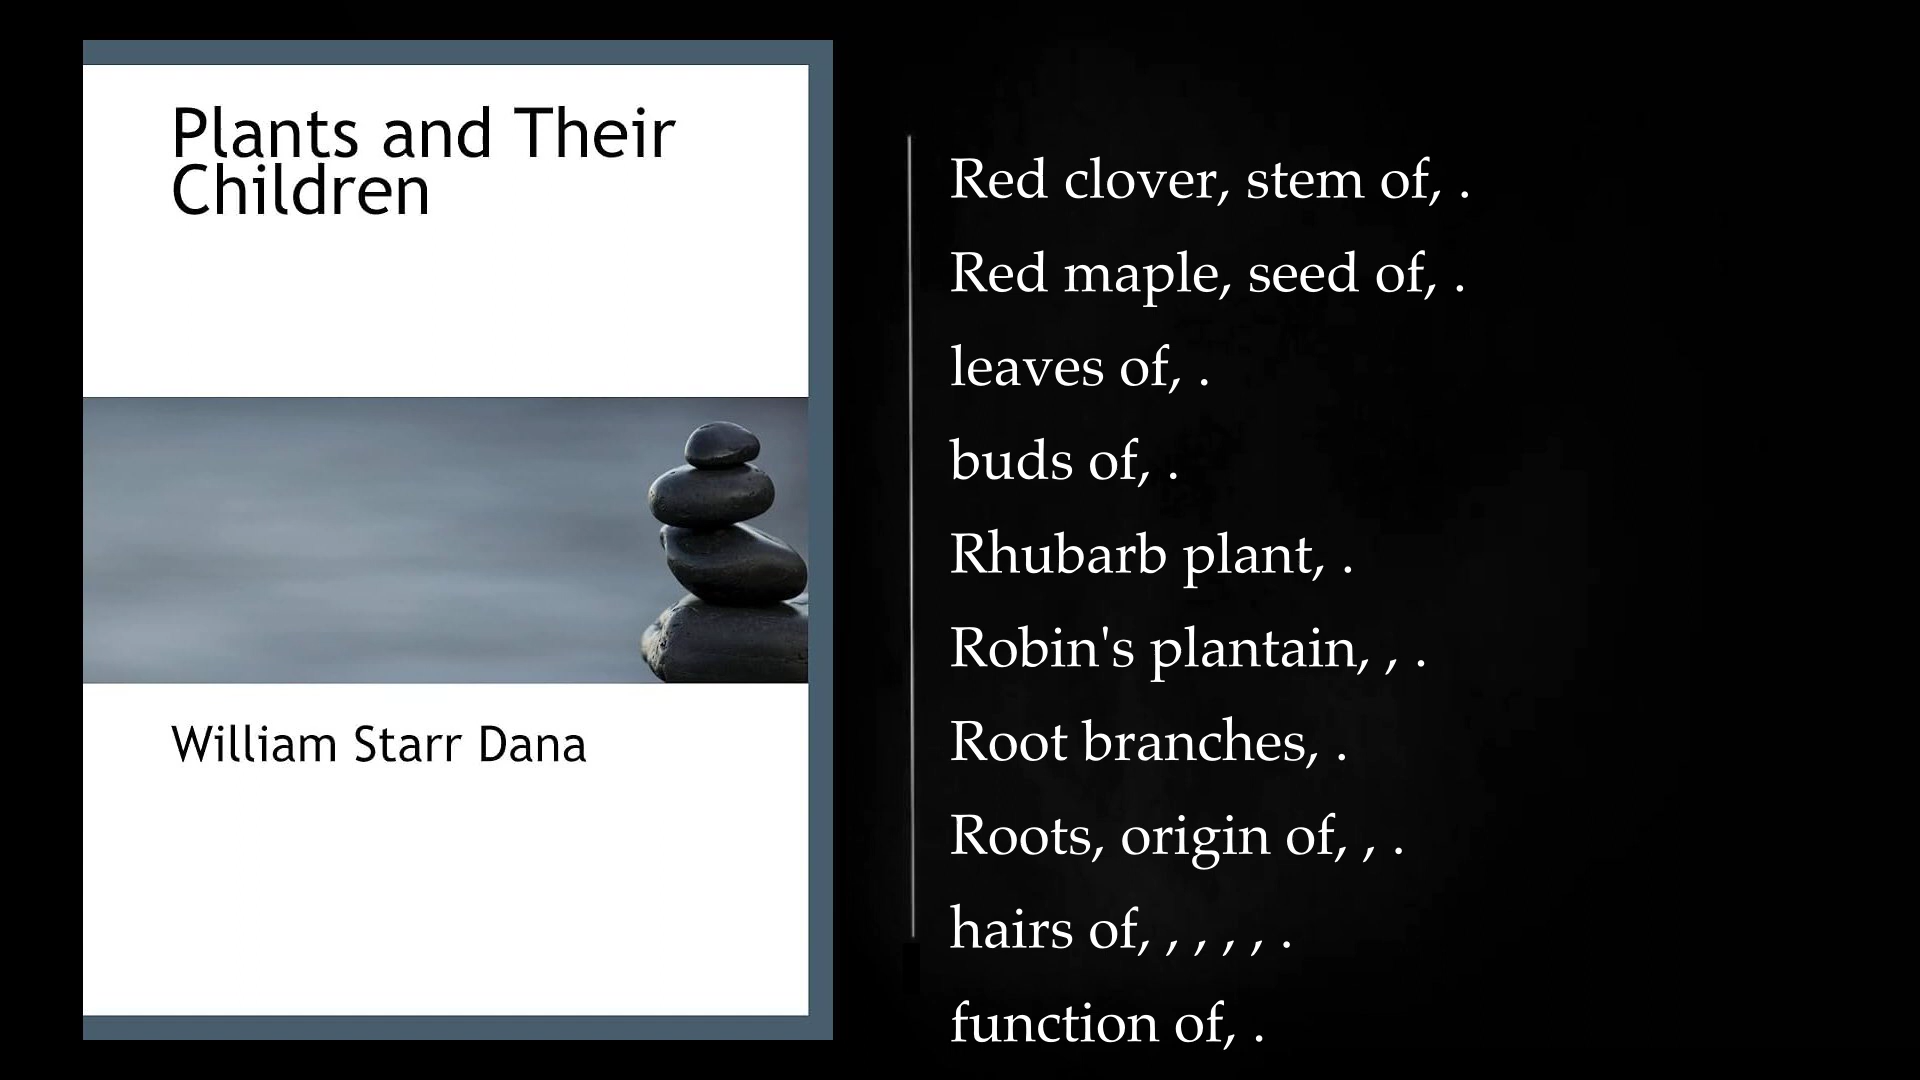 Plants and Their
Children
William Starr Dana
Red clover, stem of, .
Red maple, seed of, .
leaves of, .
buds of, .
Rhubarb plant, .
Robin's plantain, , .
Root branches, .
Roots, origin of, , .
hairs of, , , , , .
function of, .